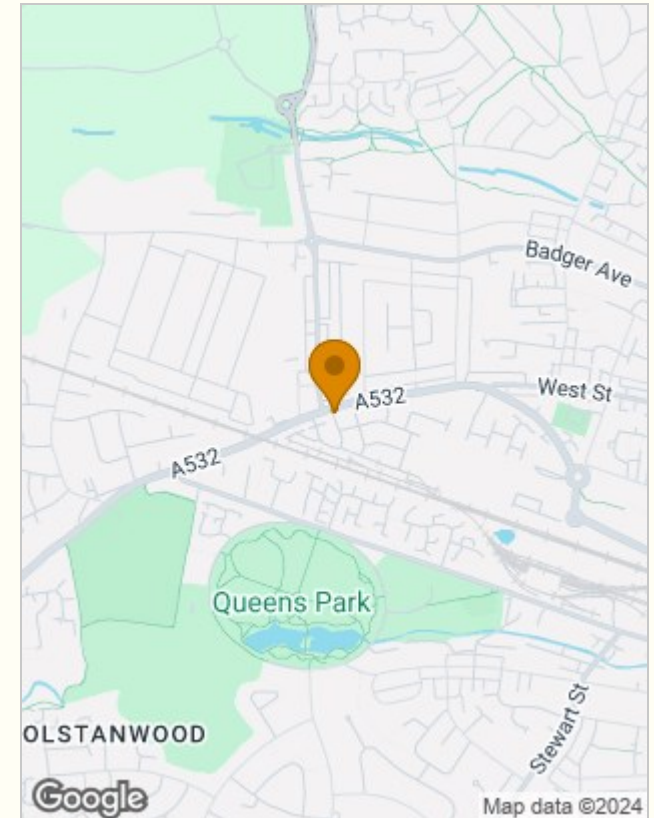 Badger Ave
West St
A532
A532
Queens Park
OLSTANWOOD
Stewart St
Google
Map data ©2024